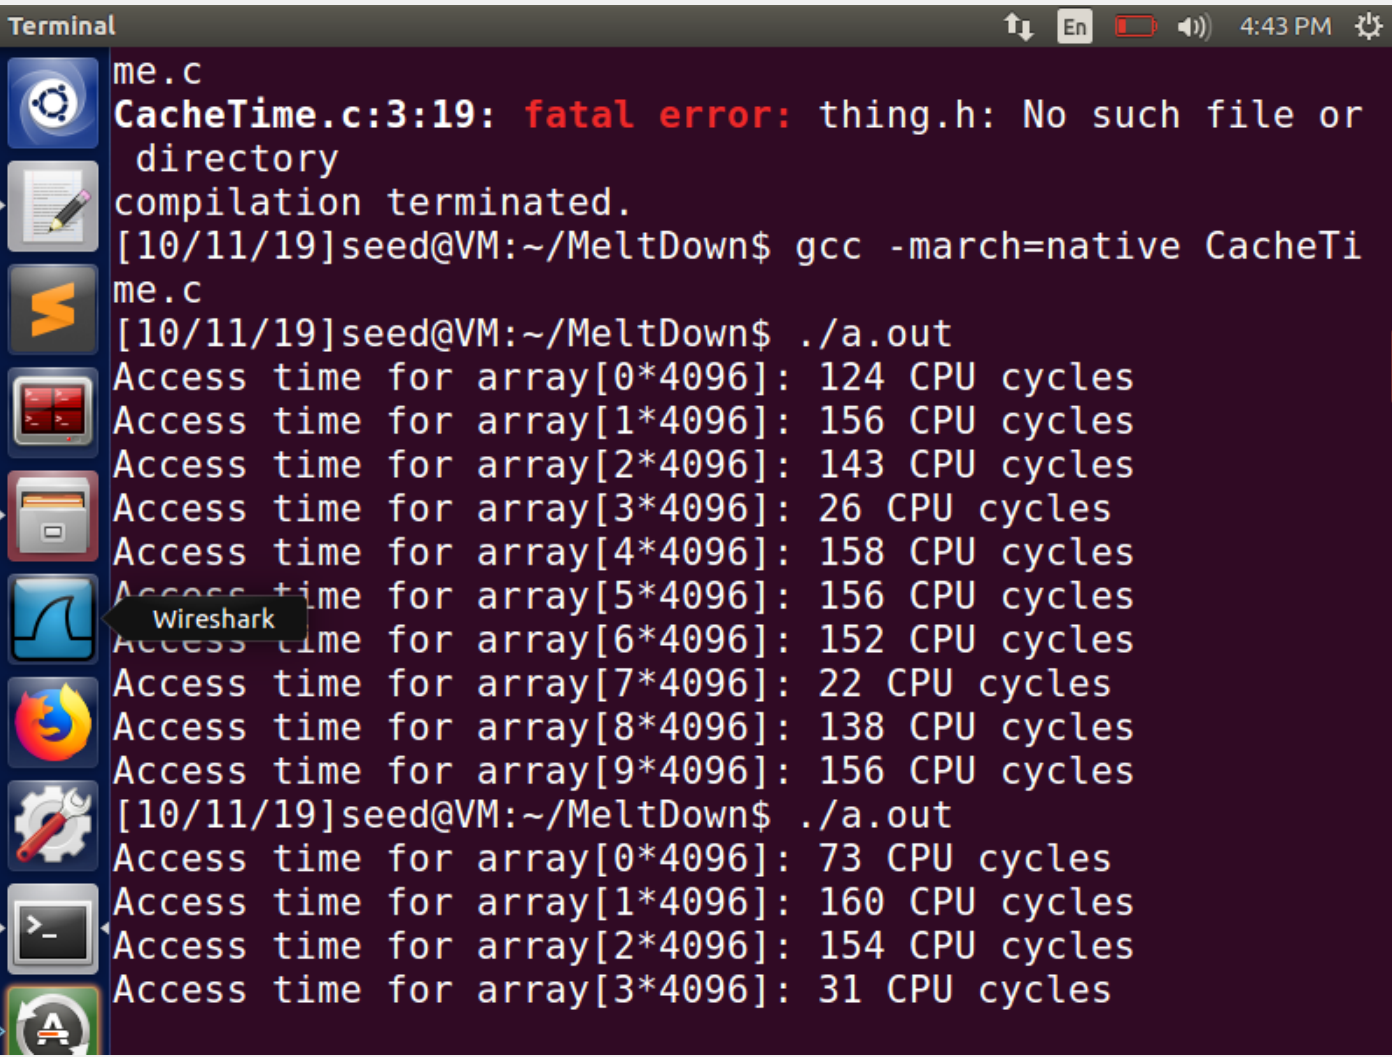 Terminal
En
4:43 PM
me.c
CacheTime.c:3:19: fatal error: thing.h: No such file or
directory
compilation terminated.
[10/11/19]seed@VM:~/MeltDown$ gcc -march=native CacheTi
me.c
[10/11/19]seed@VM:~/MeltDown$ ./a.out
Access time for array[0*4096]: 124 CPU cycles
Access time for array[1*4096]: 156 CPU cycles
Access time for array[2*4096]: 143 CPU cycles
Access time for array[3*4096]: 26 CPU cycles
Access time for array[4*4096]: 158 CPU cycles
Access time for array[5*4096]: 156 CPU cycles
Wireshark
Access time for array[6*4096]: 152 CPU cycles
Access time for array[7*4096]: 22 CPU cycles
Access time for array[8*4096]: 138 CPU cycles
Access time for array[9*4096]: 156 CPU cycles
[10/11/19]seed@VM:~/MeltDown$ ./a.out
Access time for array[0*4096]: 73 CPU cycles
Access time for array[1*4096]: 160 CPU cycles
Access time for array[2*4096]: 154 CPU cycles
Access time for array[3*4096]: 31 CPU cycles